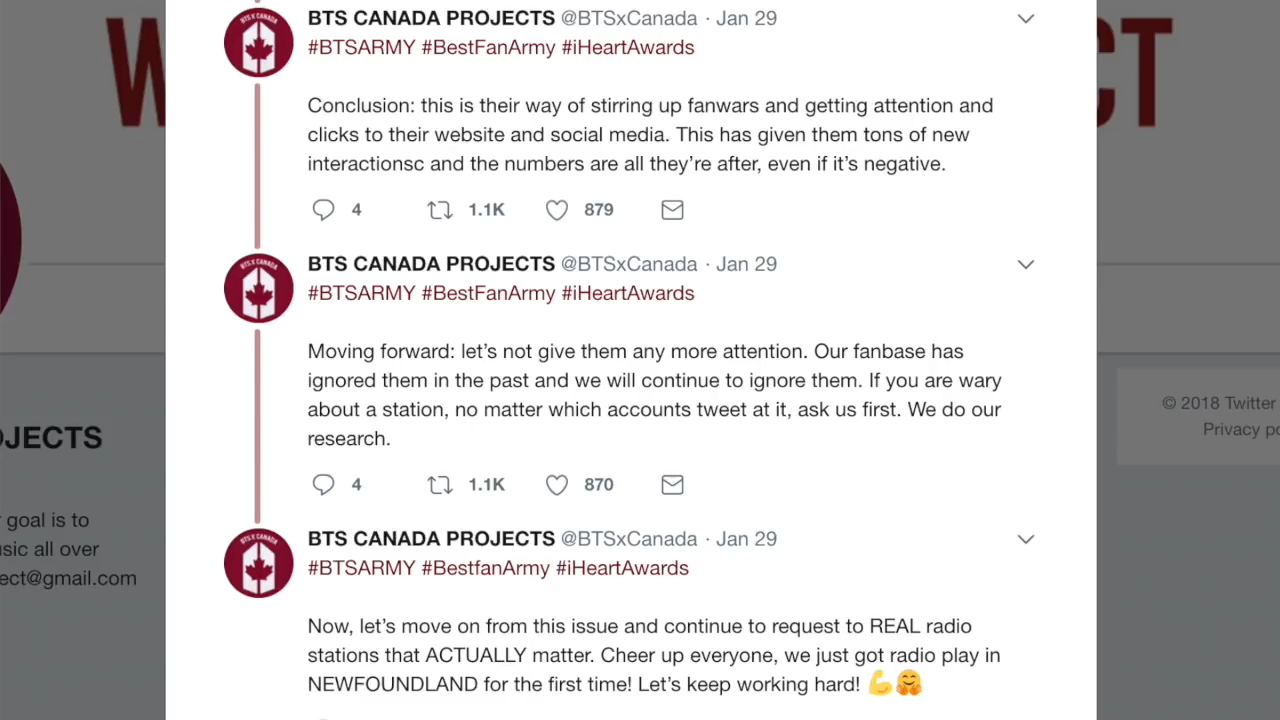 W
CT
BTS CANADA PROJECTS @BTSxCanada · Jan 29
#BTSARMY #BestFanArmy #iHeartAwards
Conclusion: this is their way of stirring up fanwars and getting attention and
clicks to their website and social media. This has given them tons of new
interactionsc and the numbers are all they're after, even if it's negative.
4 1.1K 879
BTS CANADA PROJECTS @BTSxCanada · Jan 29
#BTSARMY #BestFanArmy #iHeartAwards
Moving forward: let's not give them any more attention. Our fanbase has
ignored them in the past and we will continue to ignore them. If you are wary
about a station, no matter which accounts tweet at it, ask us first. We do our
research.
4 1.1K 870
BTS CANADA PROJECTS @BTSxCanada · Jan 29
#BTSARMY #BestfanArmy #iHeartAwards
Now, let's move on from this issue and continue to request to REAL radio
stations that ACTUALLY matter. Cheer up everyone, we just got radio play in
NEWFOUNDLAND for the first time! Let's keep working hard! 💪🤗
BTS X CANADA
BTS X CANADA
BTS X CANADA
JECTS
goal is to
sic all over
ect@gmail.com
© 2018 Twitter
Privacy po